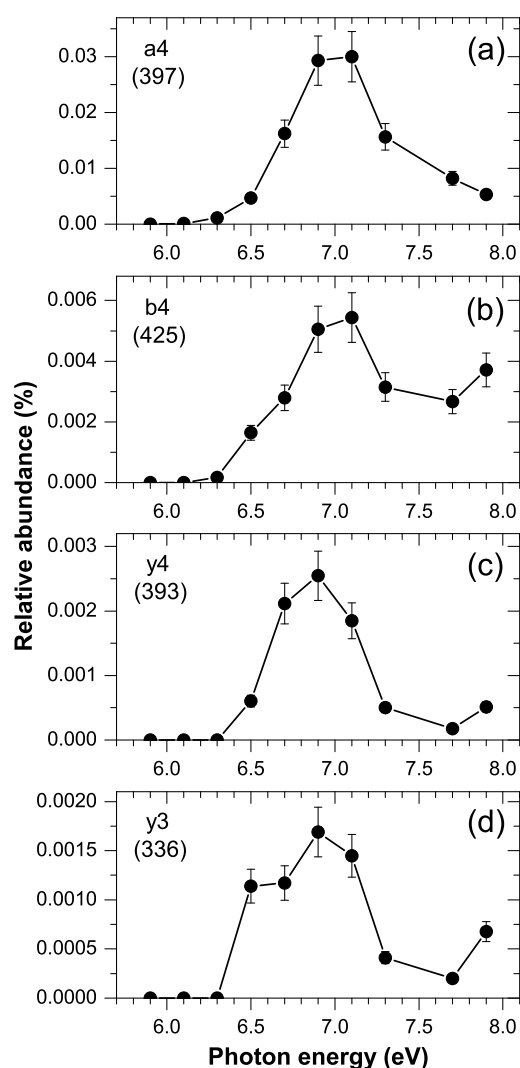 Relative abundance (%)
a4
(397)
(a)
0.03
0.02
0.01
0.00
6.0 6.5 7.0 7.5 8.0
b4
(425)
(b)
0.006
0.004
0.002
0.000
6.0 6.5 7.0 7.5 8.0
y4
(393)
(c)
0.003
0.002
0.001
0.000
6.0 6.5 7.0 7.5 8.0
y3
(336)
(d)
0.0020
0.0015
0.0010
0.0005
0.0000
6.0 6.5 7.0 7.5 8.0
Photon energy (eV)